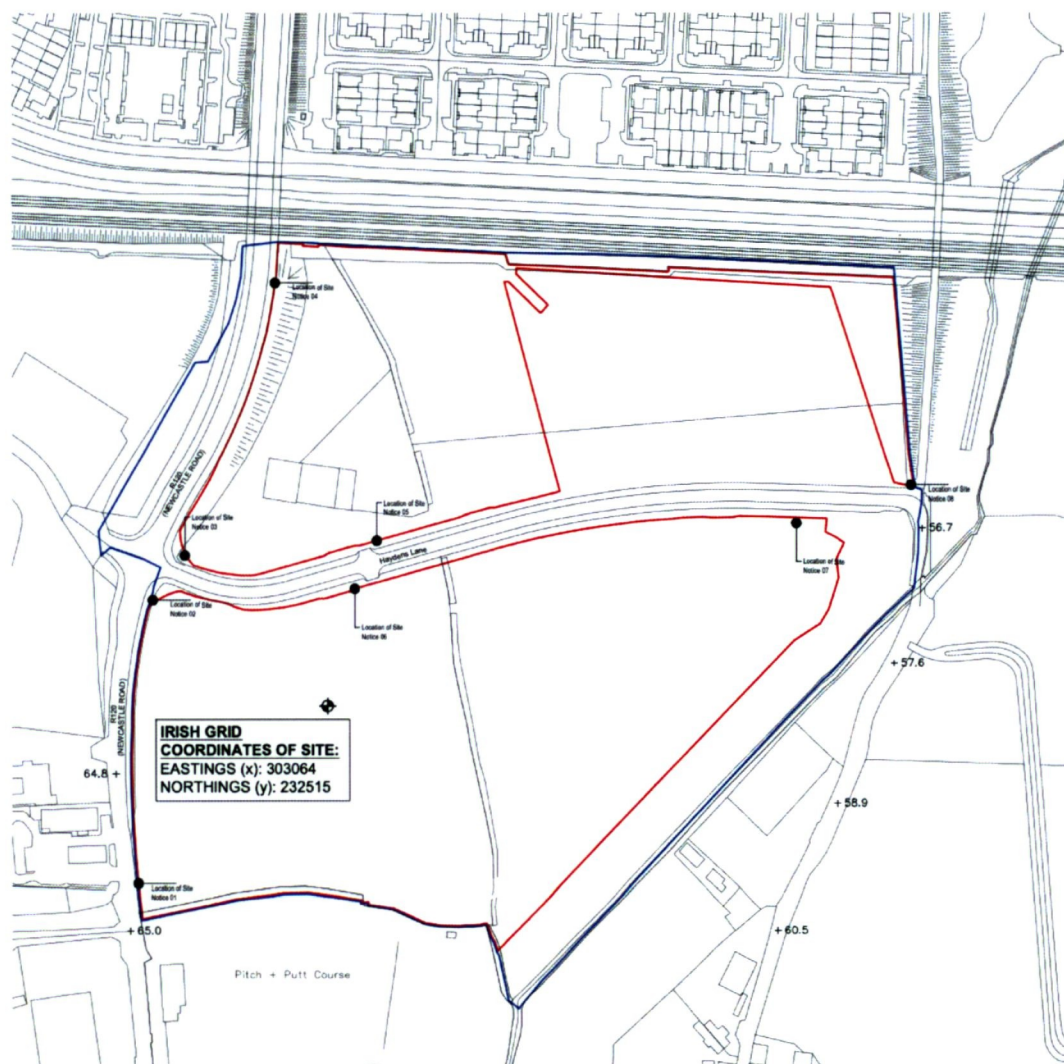 Location of Site
Notice 04
R120
(NEWCASTLE ROAD)
Location of Site
Notice 05
Location of Site
Notice 08
Location of Site
Notice 03
56.7
Haydens Lane
Location of Site
Notice 07
Location of Site
Notice 02
Location of Site
Notice 06
57.6
R120
(NEWCASTLE ROAD)
IRISH GRID
COORDINATES OF SITE:
EASTINGS (x): 303064
NORTHINGS (y): 232515
64.8
58.9
Location of Site
Notice 01
65.0
60.5
Pitch + Putt Course